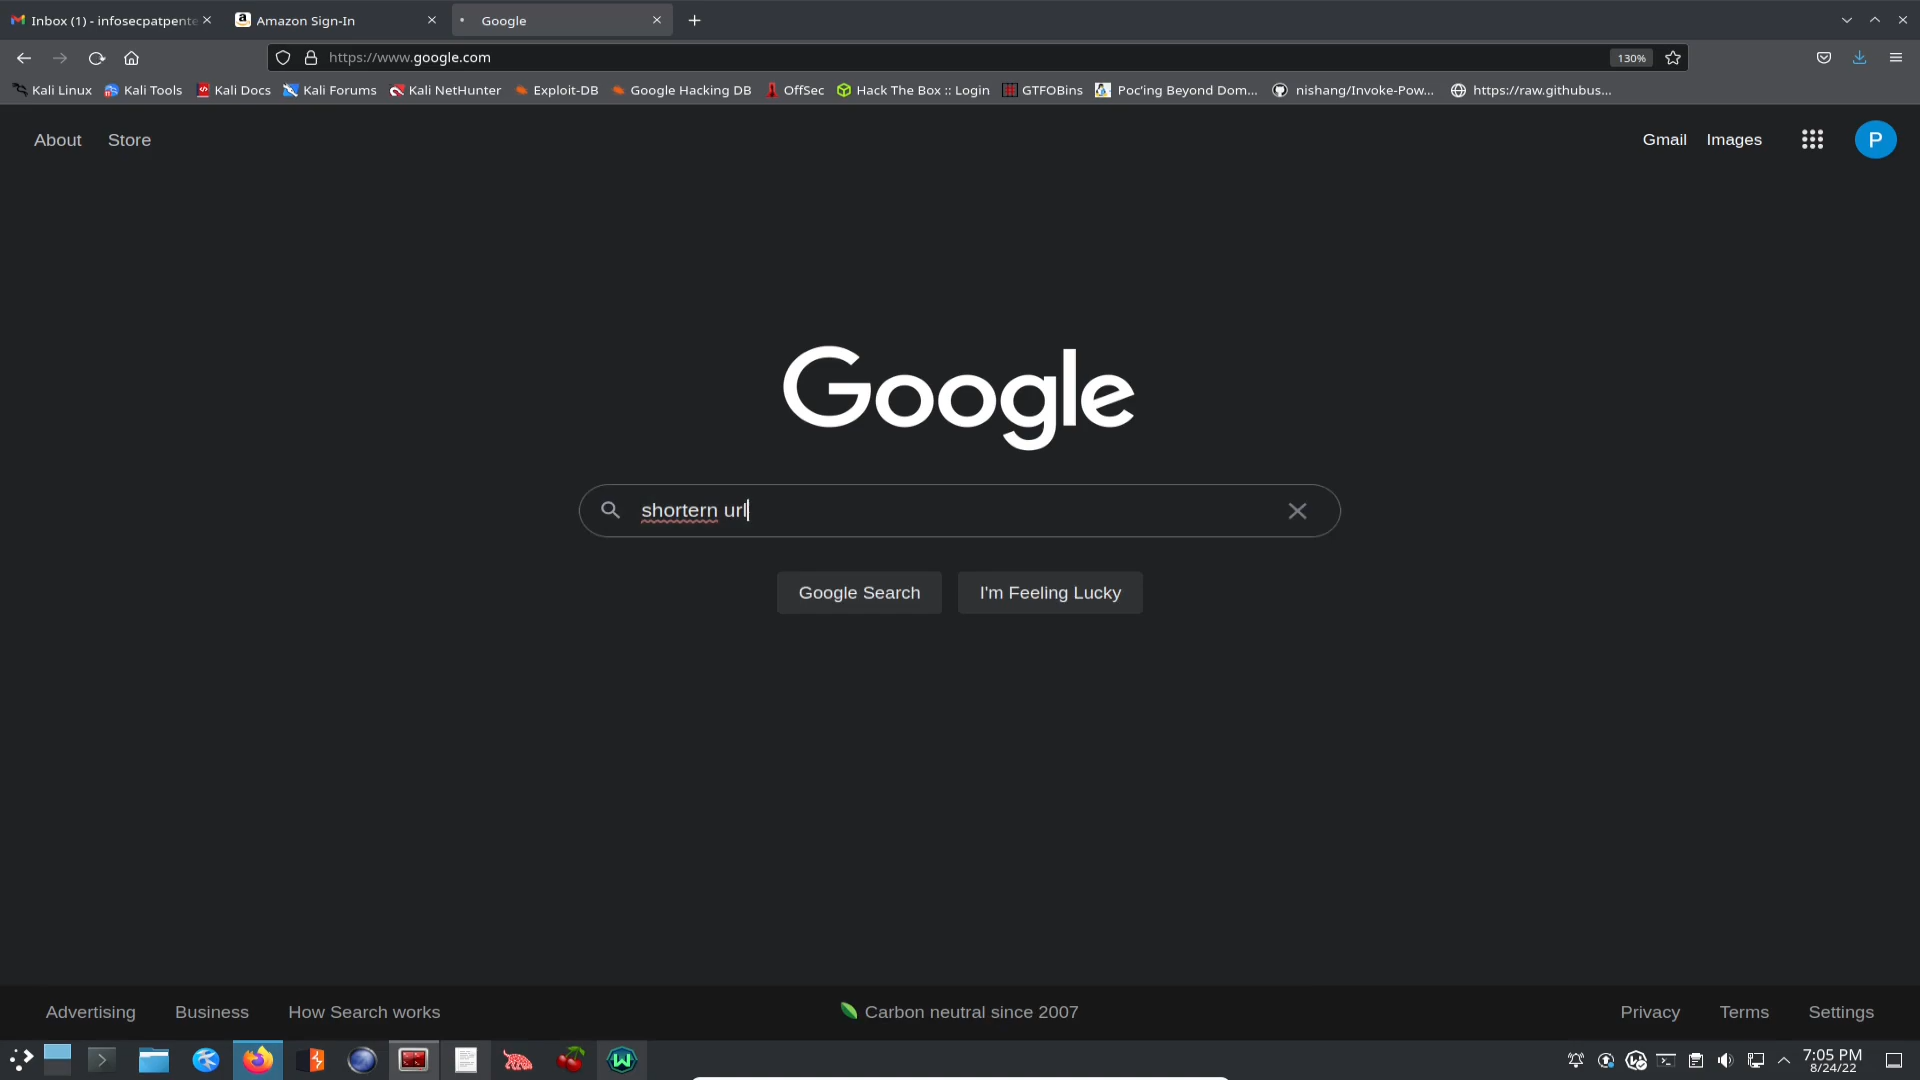 Inbox (1) - infosecpatpente
Amazon Sign-In
Google
https://www.google.com
130%
Kali Linux
Kali Tools
Kali Docs
Kali Forums
Kali NetHunter
Exploit-DB
Google Hacking DB
OffSec
Hack The Box :: Login
GTFOBins
Poc'ing Beyond Dom...
nishang/Invoke-Pow...
https://raw.githubus...
About
Store
Gmail
Images
P
Google
shortern url
Google Search
I'm Feeling Lucky
Advertising
Business
How Search works
Carbon neutral since 2007
Privacy
Terms
Settings
7:05 PM
8/24/22